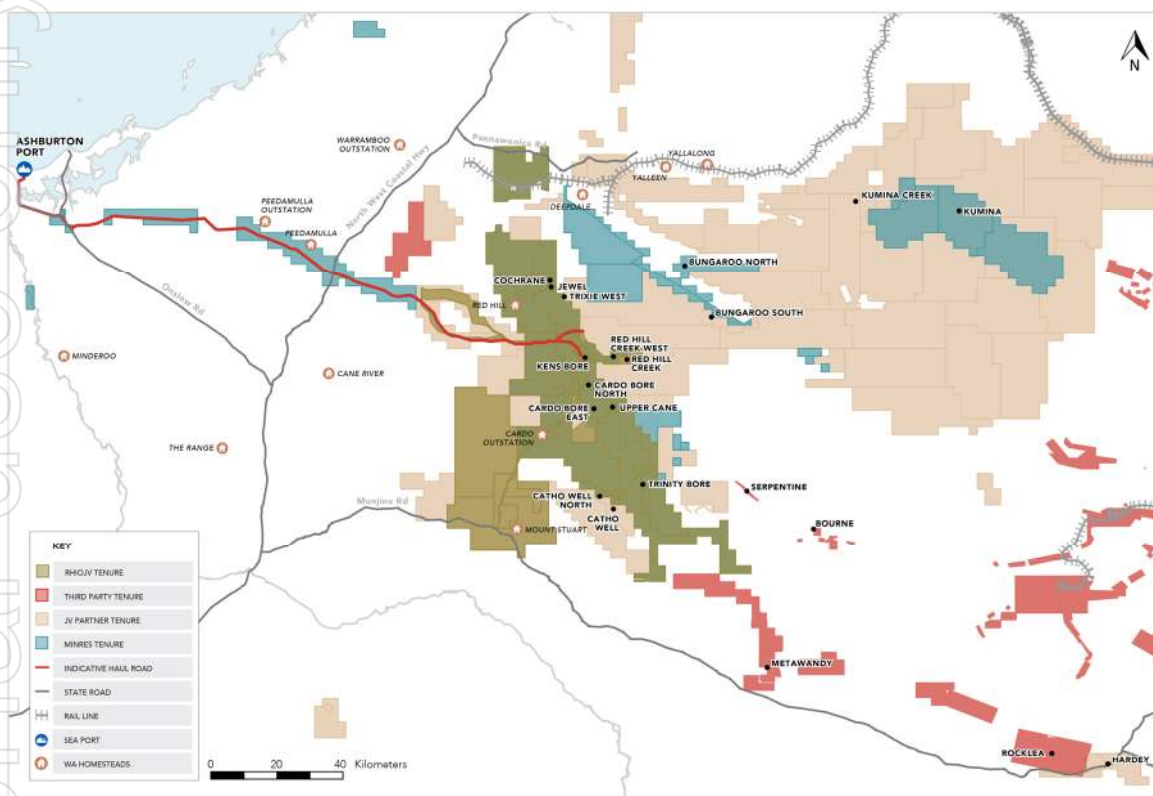 ASHBURTON
PORT
N
WARRAMBOO
OUTSTATION
Pannawonica Rd
North West Coastal Hwy
YALLALONG
YALLEEN
KUMINA CREEK
KUMINA
PEEDAMULLA
OUTSTATION
PEEDAMULLA
DEEPDALE
BUNGAROO NORTH
COCHRANE
JEWEL
TRIXIE WEST
RED HILL
BUNGAROO SOUTH
Onslow Rd
RED HILL
CREEK WEST
RED HILL
CREEK
KENS BORE
MINDEROO
CANE RIVER
CARDO BORE
NORTH
CARDO BORE
EAST
UPPER CANE
CARDO
OUTSTATION
THE RANGE
TRINITY BORE
SERPENTINE
CATHO WELL
NORTH
CATHO
WELL
Munjina Rd
MOUNT STUART
BOURNE
METAWANDY
ROCKLEA
HARDEY
KEY
RHIOJV TENURE
THIRD PARTY TENURE
JV PARTNER TENURE
MINRES TENURE
INDICATIVE HAUL ROAD
STATE ROAD
RAIL LINE
SEA PORT
WA HOMESTEADS
0 20 40 Kilometers